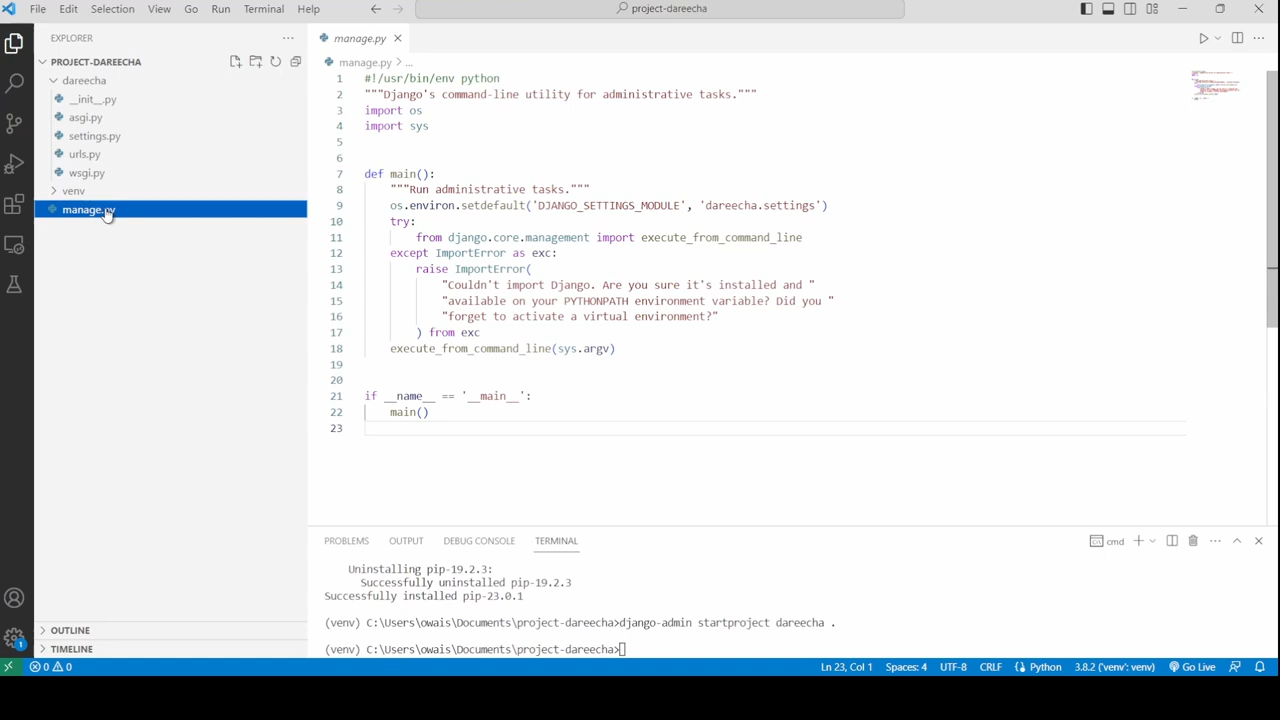 File Edit Selection View Go Run Terminal Help project-dareecha
EXPLORER
PROJECT-DAREECHA
dareecha
__init__.py
asgi.py
settings.py
urls.py
wsgi.py
venv
manage.py
OUTLINE
TIMELINE
manage.py
manage.py > ...
1 #!/usr/bin/env python
2 """Django's command-line utility for administrative tasks."""
3 import os
4 import sys
5
6
7 def main():
8 """Run administrative tasks."""
9 os.environ.setdefault('DJANGO_SETTINGS_MODULE', 'dareecha.settings')
10 try:
11 from django.core.management import execute_from_command_line
12 except ImportError as exc:
13 raise ImportError(
14 "Couldn't import Django. Are you sure it's installed and "
15 "available on your PYTHONPATH environment variable? Did you "
16 "forget to activate a virtual environment?"
17 ) from exc
18 execute_from_command_line(sys.argv)
19
20
21 if __name__ == '__main__':
22 main()
23
PROBLEMS OUTPUT DEBUG CONSOLE TERMINAL cmd
Uninstalling pip-19.2.3:
Successfully uninstalled pip-19.2.3
Successfully installed pip-23.0.1
(venv) C:\Users\owais\Documents\project-dareecha>django-admin startproject dareecha .
(venv) C:\Users\owais\Documents\project-dareecha>
1
0 0 Ln 23, Col 1 Spaces: 4 UTF-8 CRLF Python 3.8.2 ('venv': venv) Go Live